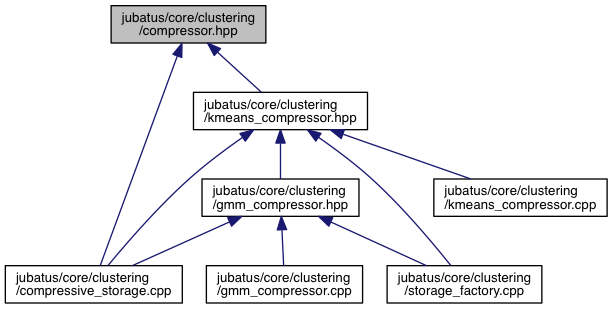 jubatus/core/clustering
/compressor.hpp
jubatus/core/clustering
/kmeans_compressor.hpp
jubatus/core/clustering
/gmm_compressor.hpp
jubatus/core/clustering
/kmeans_compressor.cpp
jubatus/core/clustering
/compressive_storage.cpp
jubatus/core/clustering
/gmm_compressor.cpp
jubatus/core/clustering
/storage_factory.cpp